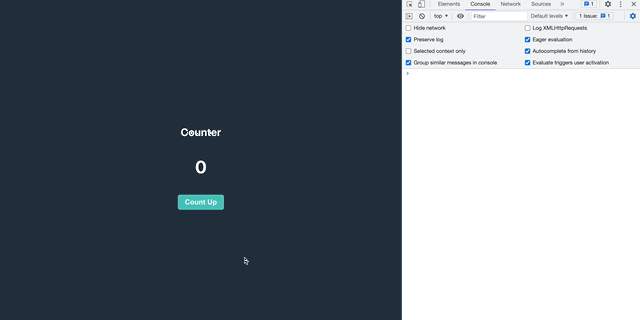 Elements Console Network Sources » 1
top Filter Default levels 1 Issue: 1
Hide network
Log XMLHttpRequests
Preserve log
Eager evaluation
Selected context only
Autocomplete from history
Group similar messages in console
Evaluate triggers user activation
Counter
0
Count Up